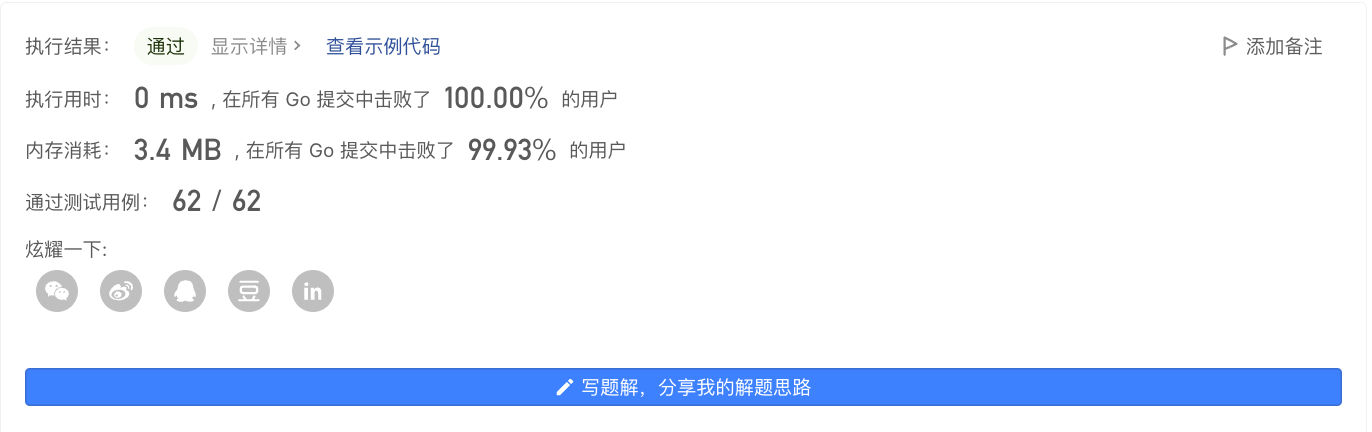 执行结果： 通过 显示详情 › 查看示例代码 添加备注
执行用时： 0 ms ，在所有 Go 提交中击败了 100.00% 的用户
内存消耗： 3.4 MB ，在所有 Go 提交中击败了 99.93% 的用户
通过测试用例： 62 / 62
炫耀一下:
豆 in
写题解，分享我的解题思路